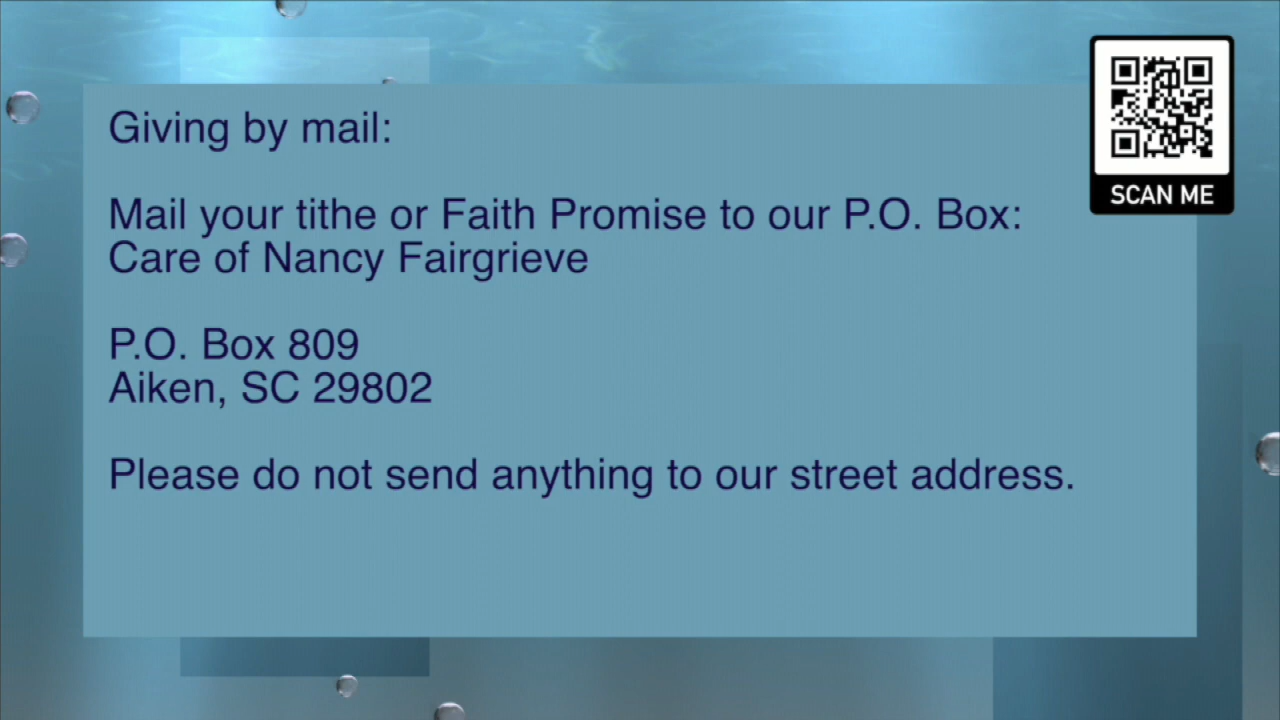 Giving by mail:
Mail your tithe or Faith Promise to our P.O. Box:
Care of Nancy Fairgrieve
P.O. Box 809
Aiken, SC 29802
Please do not send anything to our street address.
SCAN ME